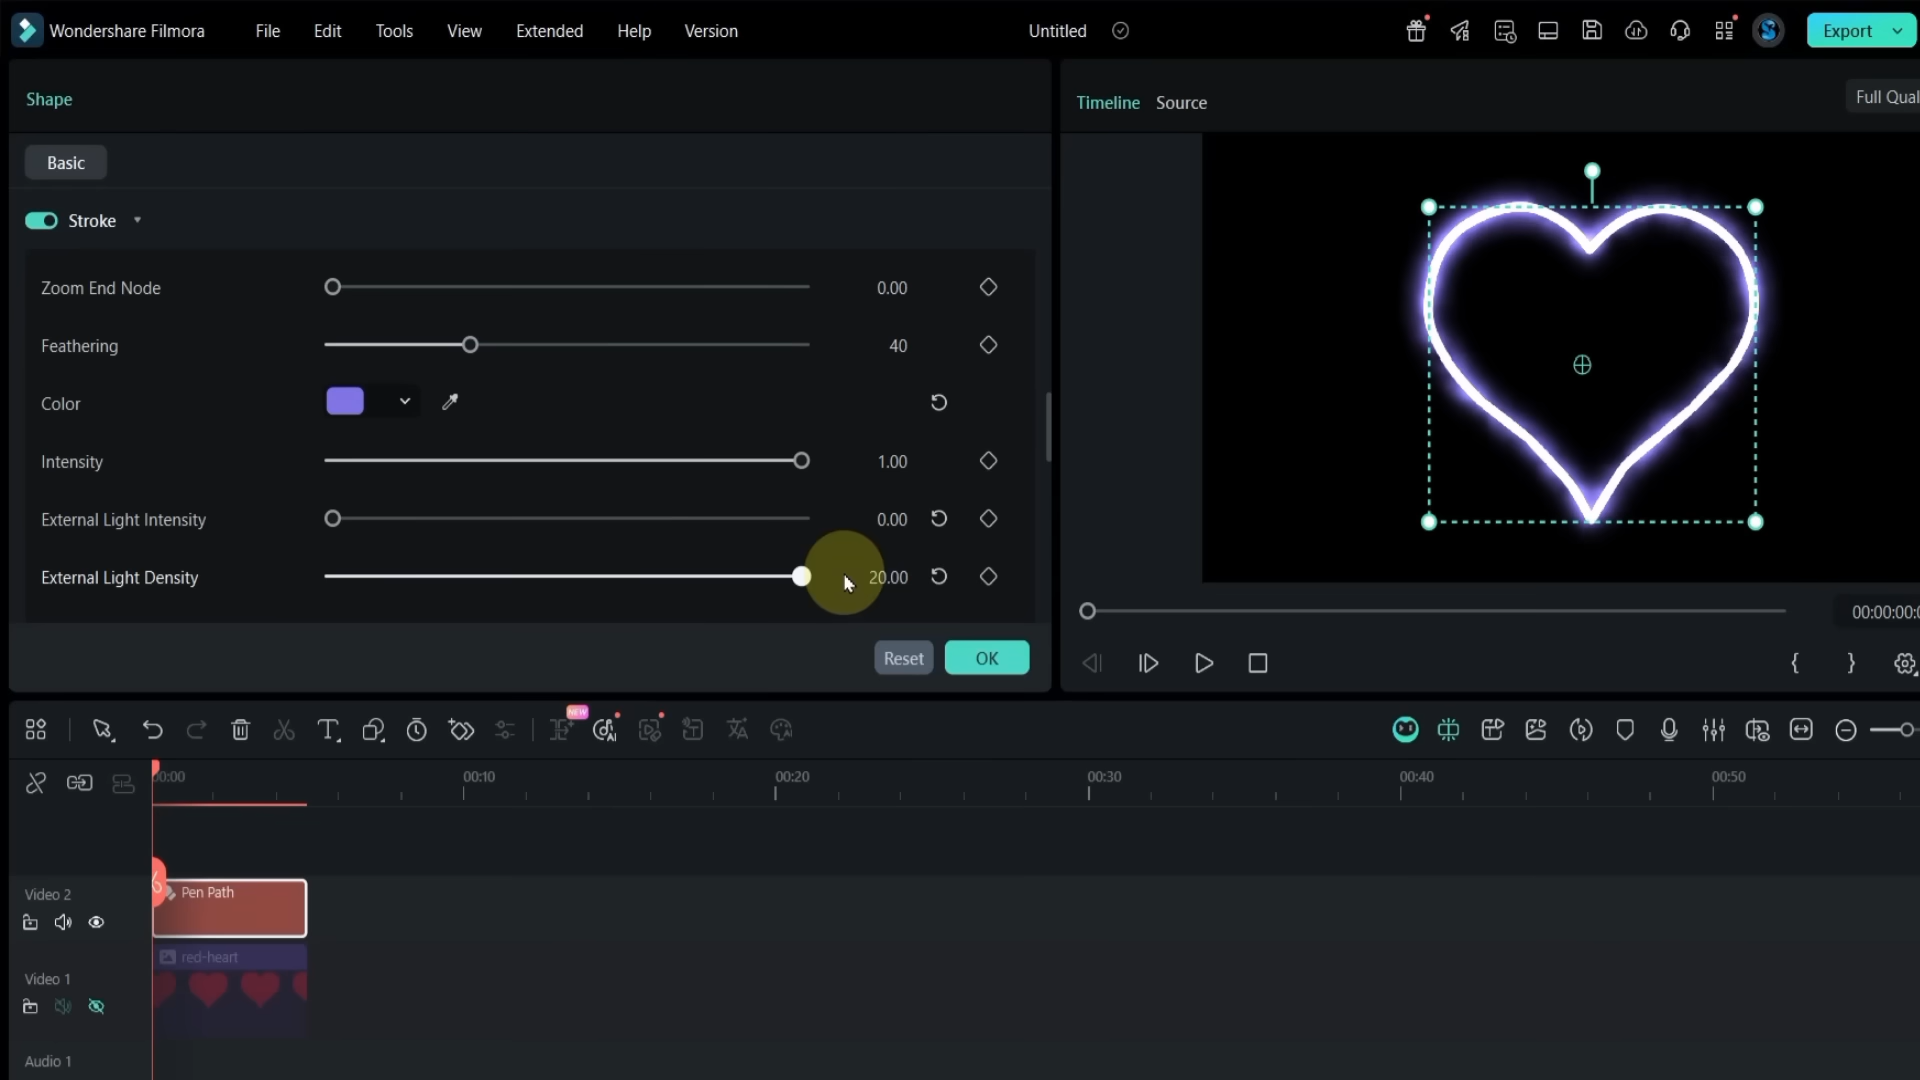 Wondershare Filmora
File
Edit
Tools
View
Extended
Help
Version
Untitled
Export
Shape
Timeline
Source
Full Qual
Basic
Stroke
Zoom End Node
0.00
Feathering
40
Color
Intensity
1.00
External Light Intensity
0.00
External Light Density
20.00
00:00:00:0
Reset
OK
NEW
00:00
00:10
00:20
00:30
00:40
00:50
Video 2
Pen Path
red-heart
Video 1
Audio 1